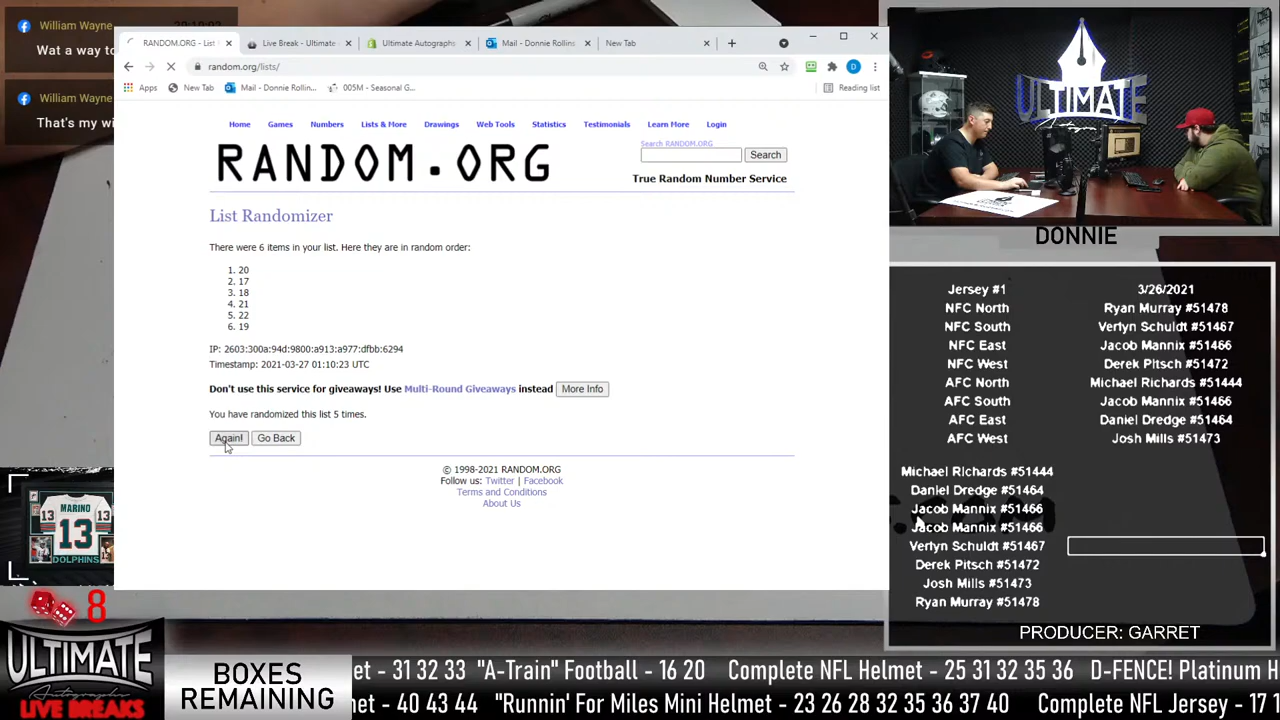 William Wayne
Wat a way to
William Wayne
That's my wi
RANDOM.ORG - List
Live Break - Ultimate
Ultimate Autographs
Mail - Donnie Rollins
New Tab
random.org/lists/
Apps
New Tab
Mail - Donnie Rollin...
005M - Seasonal G...
Reading list
Home
Games
Numbers
Lists & More
Drawings
Web Tools
Statistics
Testimonials
Learn More
Login
RANDOM.ORG
Search RANDOM.ORG
Search
True Random Number Service
List Randomizer
There were 6 items in your list. Here they are in random order:
1. 20
2. 17
3. 18
4. 21
5. 22
6. 19
IP: 2603:300a:94d:9800:a913:a977:dfbb:6294
Timestamp: 2021-03-27 01:10:23 UTC
Don't use this service for giveaways! Use Multi-Round Giveaways instead
More Info
You have randomized this list 5 times.
Again!
Go Back
© 1998-2021 RANDOM.ORG
Follow us: Twitter | Facebook
Terms and Conditions
About Us
ULTIMATE
DONNIE
Jersey #1 3/26/2021
NFC North Ryan Murray #51478
NFC South Verlyn Schuldt #51467
NFC East Jacob Mannix #51466
NFC West Derek Pitsch #51472
AFC North Michael Richards #51444
AFC South Jacob Mannix #51466
AFC East Daniel Dredge #51464
AFC West Josh Mills #51473
Michael Richards #51444
Daniel Dredge #51464
Jacob Mannix #51466
Jacob Mannix #51466
Verlyn Schuldt #51467
Derek Pitsch #51472
Josh Mills #51473
Ryan Murray #51478
PRODUCER: GARRET
MARINO
13
DOLPHINS
8
ULTIMATE
Autographs
LIVE BREAKS
BOXES
REMAINING
et - 31 32 33 "A-Train" Football - 16 20 Complete NFL Helmet - 25 31 32 35 36 D-FENCE! Platinum H
met - 40 43 44 "Runnin' For Miles Mini Helmet - 23 26 28 32 35 36 37 40 Complete NFL Jersey - 17 1